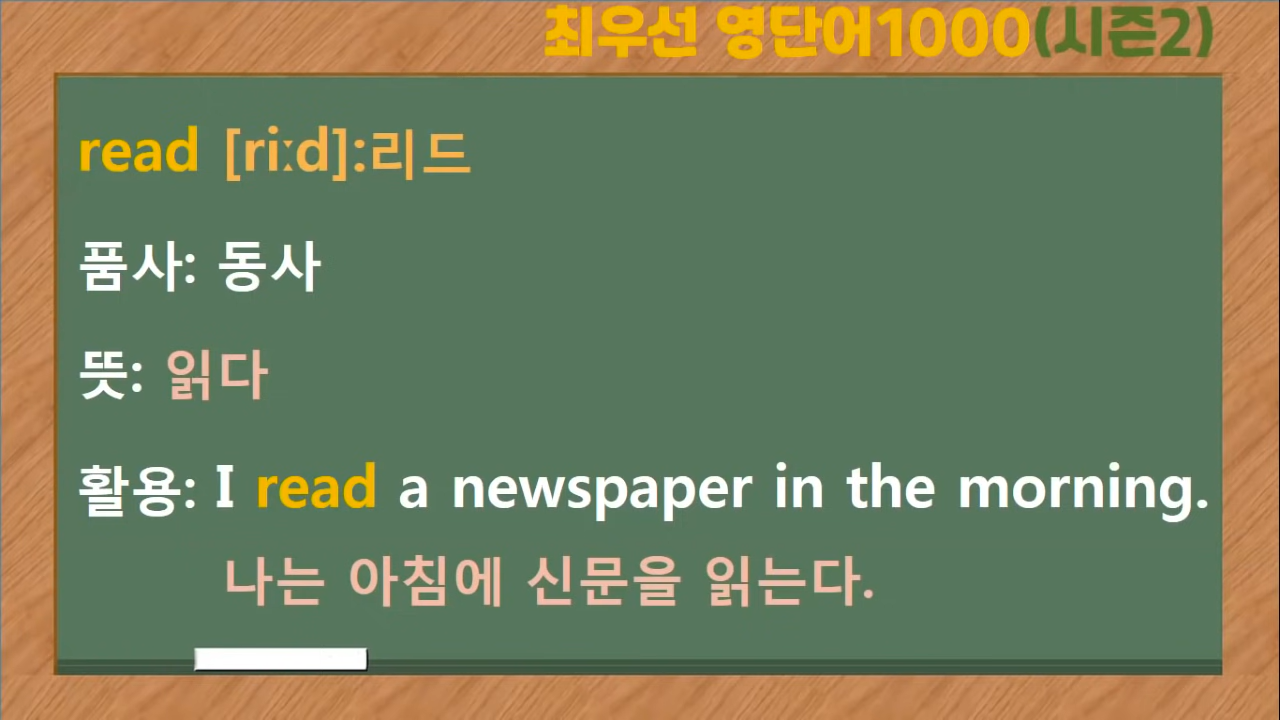 최우선 영단어1000(시즌2)
read [riːd]:리드
품사: 동사
뜻: 읽다
활용: I read a newspaper in the morning.
나는 아침에 신문을 읽는다.